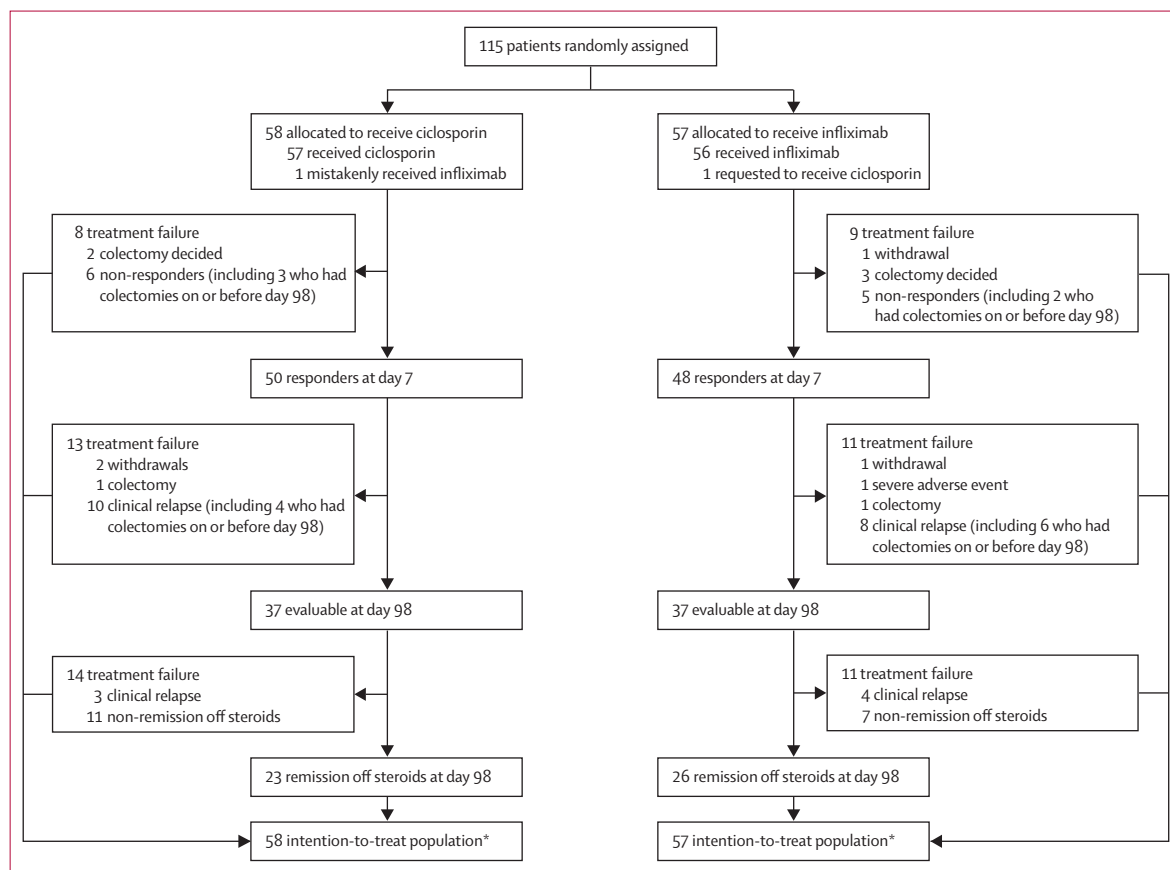 115 patients randomly assigned
58 allocated to receive ciclosporin
57 received ciclosporin
1 mistakenly received infliximab
57 allocated to receive infliximab
56 received infliximab
1 requested to receive ciclosporin
8 treatment failure
2 colectomy decided
6 non-responders (including 3 who had
colectomies on or before day 98)
9 treatment failure
1 withdrawal
3 colectomy decided
5 non-responders (including 2 who
had colectomies on or before day 98)
50 responders at day 7
48 responders at day 7
13 treatment failure
2 withdrawals
1 colectomy
10 clinical relapse (including 4 who had
colectomies on or before day 98)
11 treatment failure
1 withdrawal
1 severe adverse event
1 colectomy
8 clinical relapse (including 6 who had
colectomies on or before day 98)
37 evaluable at day 98
37 evaluable at day 98
14 treatment failure
3 clinical relapse
11 non-remission off steroids
11 treatment failure
4 clinical relapse
7 non-remission off steroids
23 remission off steroids at day 98
26 remission off steroids at day 98
58 intention-to-treat population*
57 intention-to-treat population*